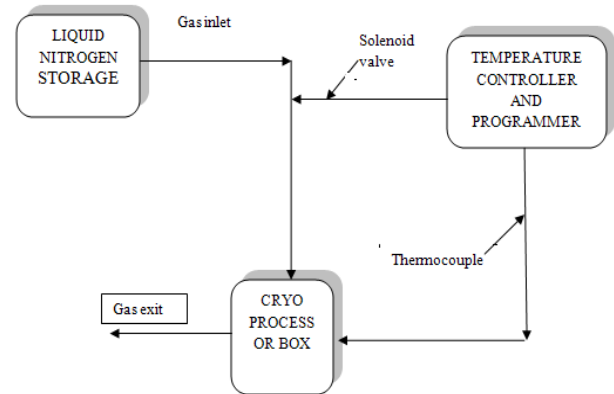 LIQUID
NITROGEN
STORAGE
Gas inlet
Solenoid
valve
TEMPERATURE
CONTROLLER
AND
PROGRAMMER
Thermocouple
Gas exit
CRYO
PROCESS
OR BOX